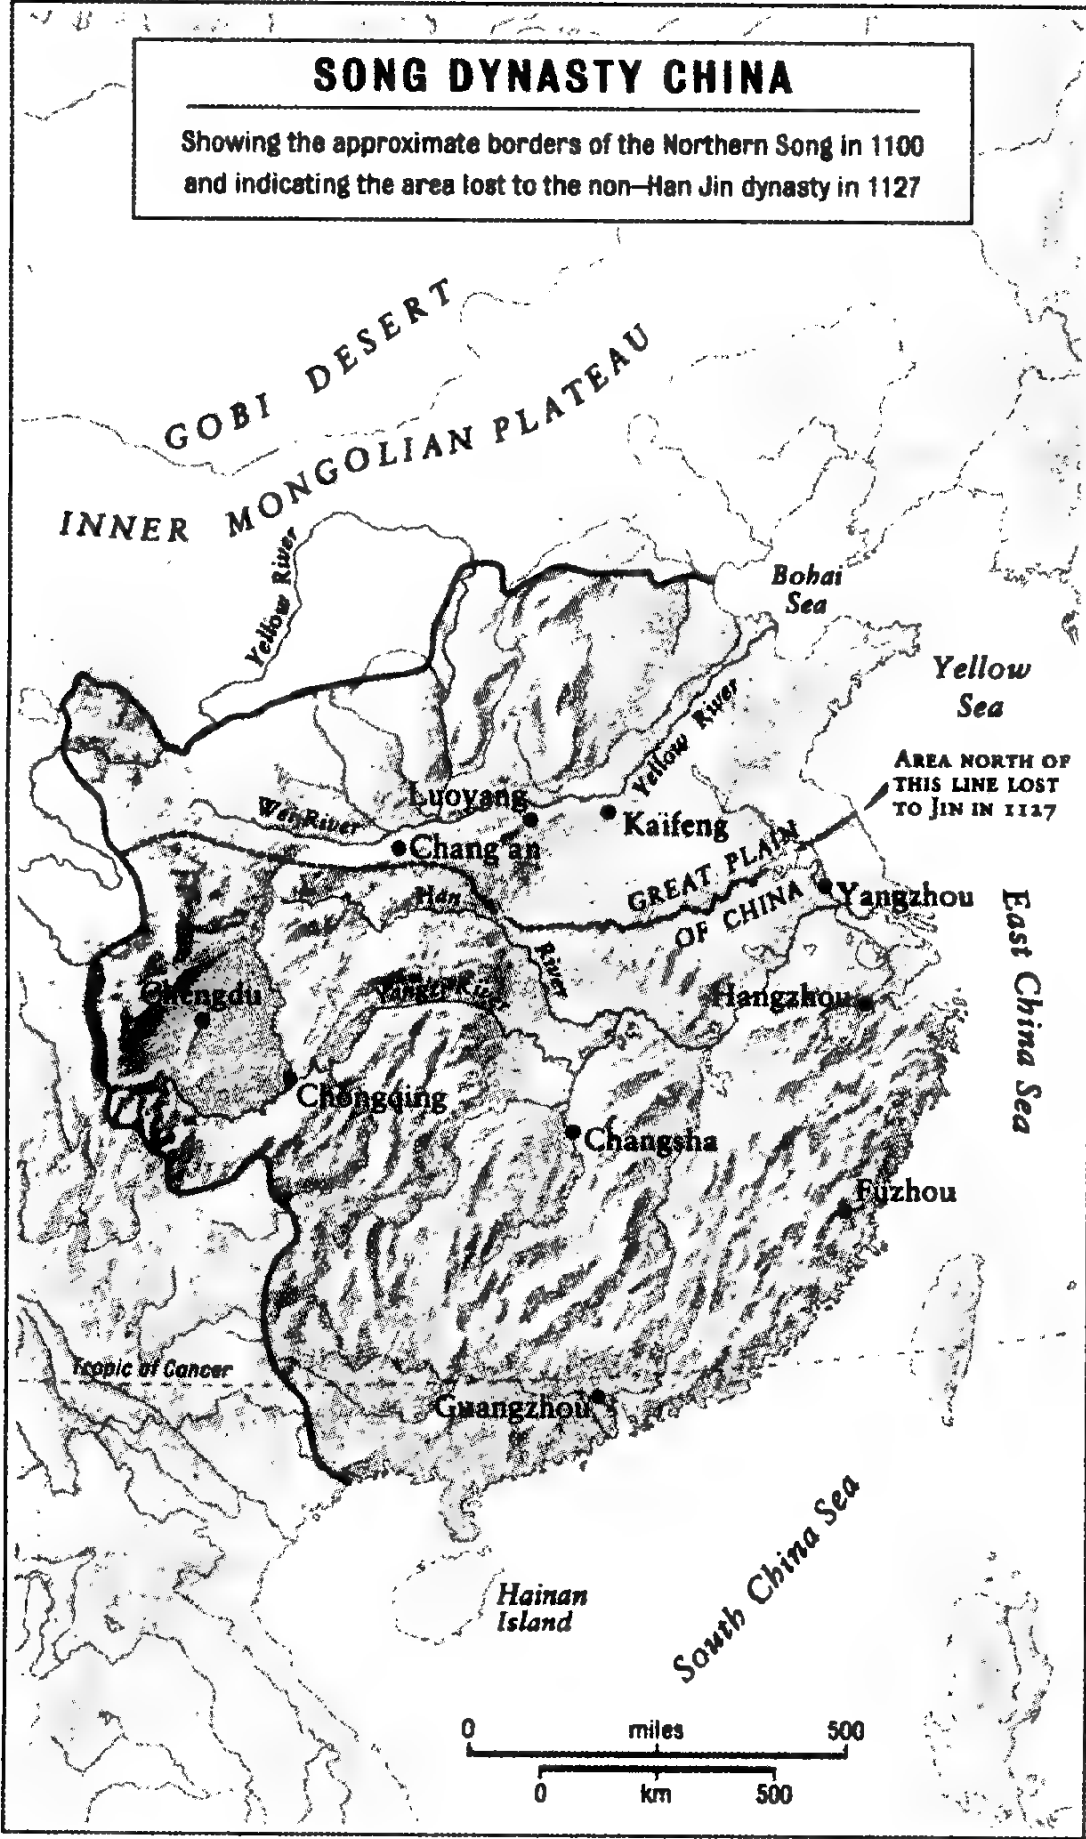 SONG DYNASTY CHINA
Showing the approximate borders of the Northern Song in 1100
and indicating the area lost to the non–Han Jin dynasty in 1127
GOBI DESERT
INNER MONGOLIAN PLATEAU
Yellow River
Bohai
Sea
Yellow
Sea
Yellow River
AREA NORTH OF
THIS LINE LOST
TO JIN IN 1127
Luoyang
Wei River
Kaifeng
Chang'an
GREAT PLAIN
OF CHINA
Han
River
Yangzhou
East China Sea
Chengdu
Yangzi River
Hangzhou
Chongqing
Changsha
Fuzhou
Tropic of Cancer
Guangzhou
Hainan
Island
South China Sea
0 miles 500
0 km 500